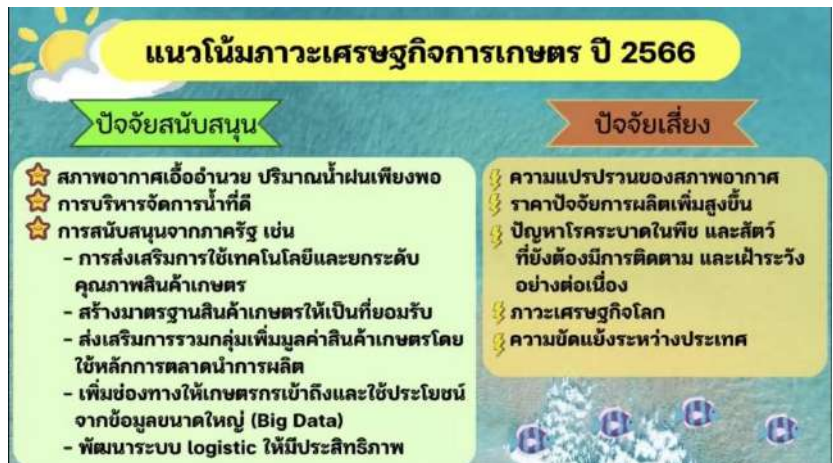 แนวโน้มภาวะเศรษฐกิจการเกษตร ปี 2566
ปัจจัยสนับสนุน
สภาพอากาศเอื้ออำนวย ปริมาณน้ำฝนเพียงพอ
การบริหารจัดการน้ำที่ดี
การสนับสนุนจากภาครัฐ เช่น
- การส่งเสริมการใช้เทคโนโลยีและยกระดับ
คุณภาพสินค้าเกษตร
- สร้างมาตรฐานสินค้าเกษตรให้เป็นที่ยอมรับ
- ส่งเสริมการรวมกลุ่มเพิ่มมูลค่าสินค้าเกษตรโดย
ใช้หลักการตลาดนำการผลิต
- เพิ่มช่องทางให้เกษตรกรเข้าถึงและใช้ประโยชน์
จากข้อมูลขนาดใหญ่ (Big Data)
- พัฒนาระบบ logistic ให้มีประสิทธิภาพ
ปัจจัยเสี่ยง
ความแปรปรวนของสภาพอากาศ
ราคาปัจจัยการผลิตเพิ่มสูงขึ้น
ปัญหาโรคระบาดในพืช และสัตว์
ที่ยังต้องมีการติดตาม และเฝ้าระวัง
อย่างต่อเนื่อง
ภาวะเศรษฐกิจโลก
ความขัดแย้งระหว่างประเทศ